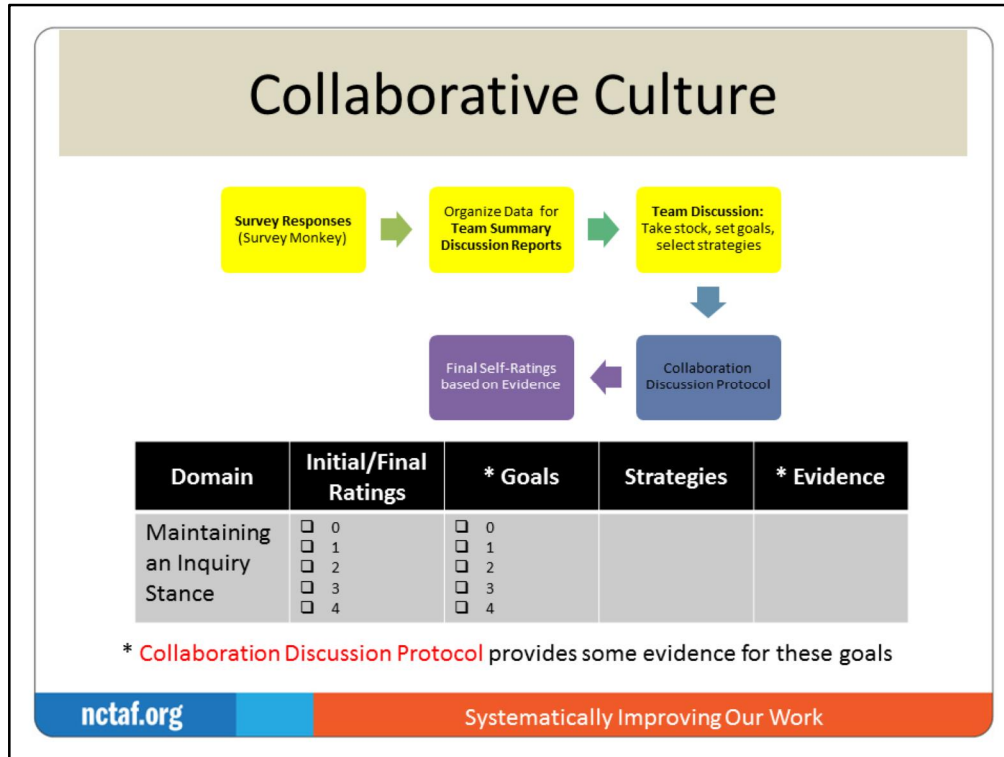 Collaborative Culture
Survey Responses
(Survey Monkey)
Organize Data for
Team Summary
Discussion Reports
Team Discussion:
Take stock, set goals,
select strategies
Final Self-Ratings
based on Evidence
Collaboration
Discussion Protocol
Domain
Initial/Final
Ratings
* Goals
Strategies
* Evidence
Maintaining
an Inquiry
Stance
0
1
2
3
4
0
1
2
3
4
* Collaboration Discussion Protocol provides some evidence for these goals
nctaf.org
Systematically Improving Our Work